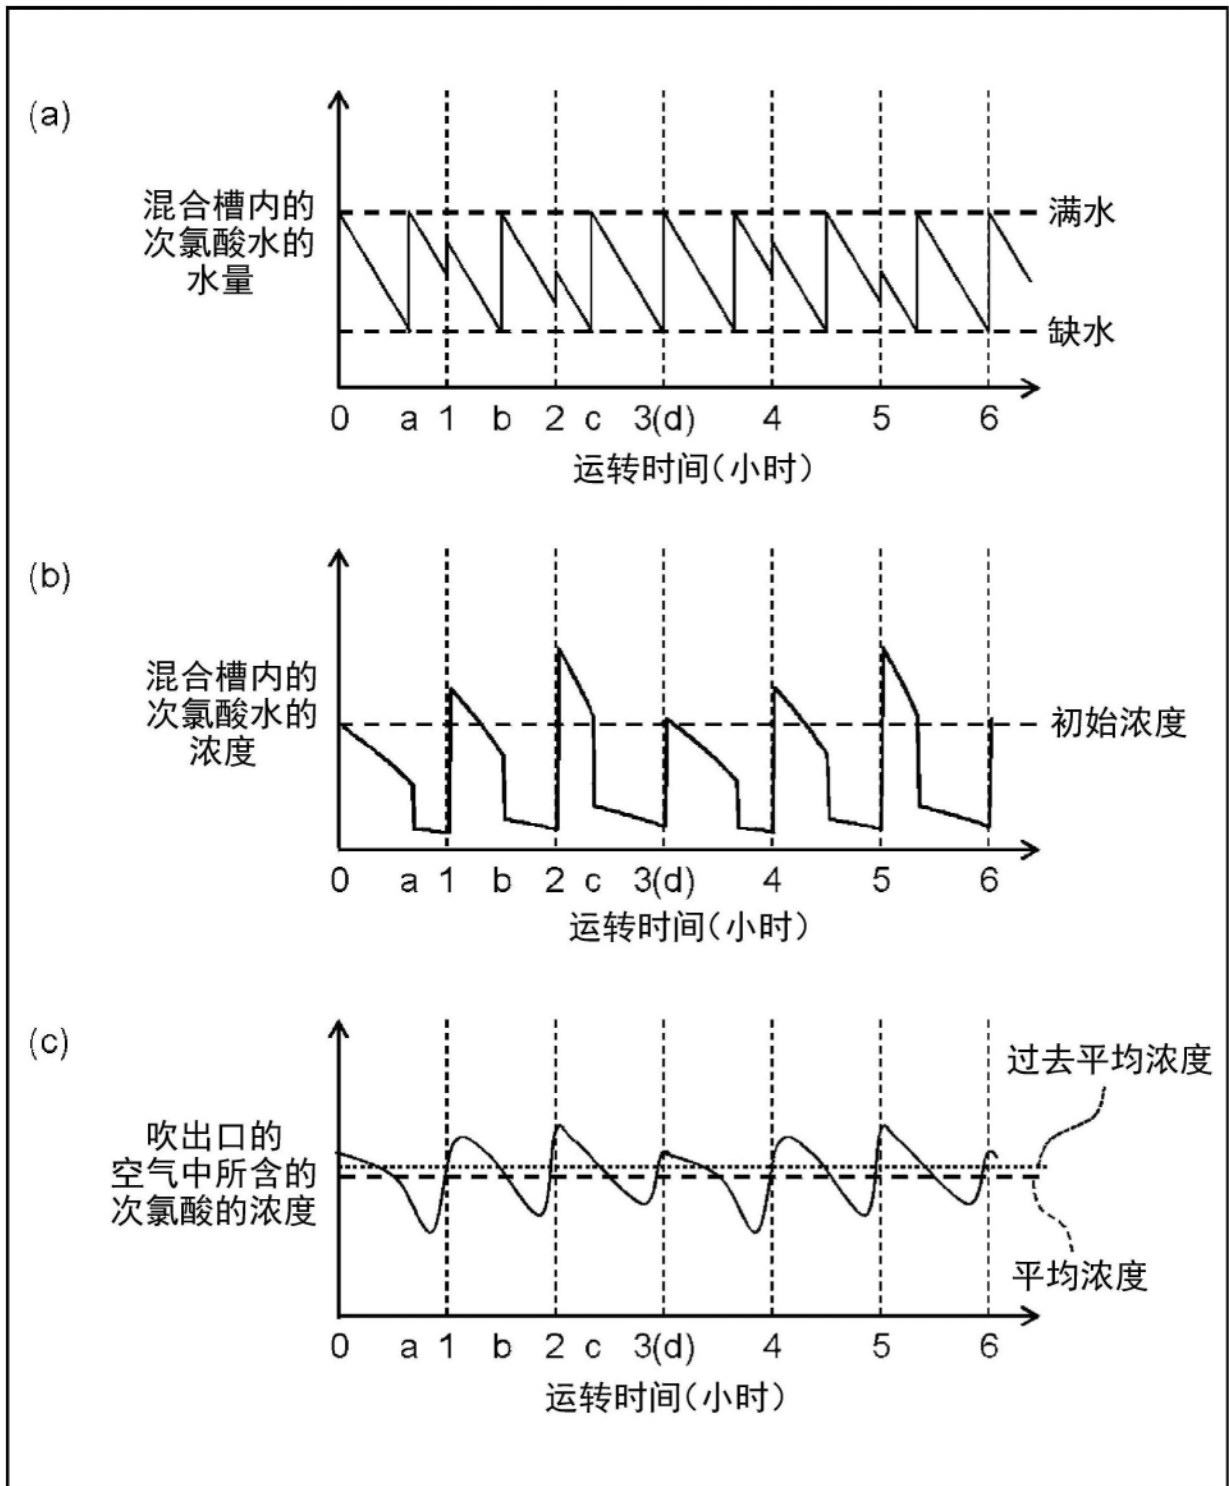 (a)
混合槽内的
次氯酸水的
水量
满水
缺水
0 a 1 b 2 c 3(d) 4 5 6
运转时间(小时)
(b)
混合槽内的
次氯酸水的
浓度
初始浓度
0 a 1 b 2 c 3(d) 4 5 6
运转时间(小时)
(c)
过去平均浓度
吹出口的
空气中所含的
次氯酸的浓度
平均浓度
0 a 1 b 2 c 3(d) 4 5 6
运转时间(小时)